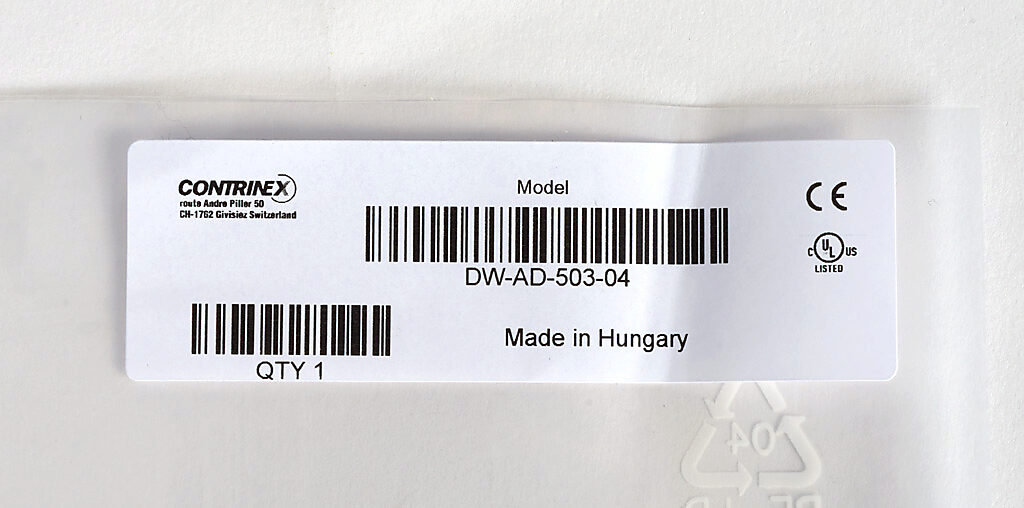 CONTRINEX
route André Piller 50
CH-1762 Givisiez Switzerland
Model
DW-AD-503-04
QTY 1
Made in Hungary
CE
C UL US
LISTED
04